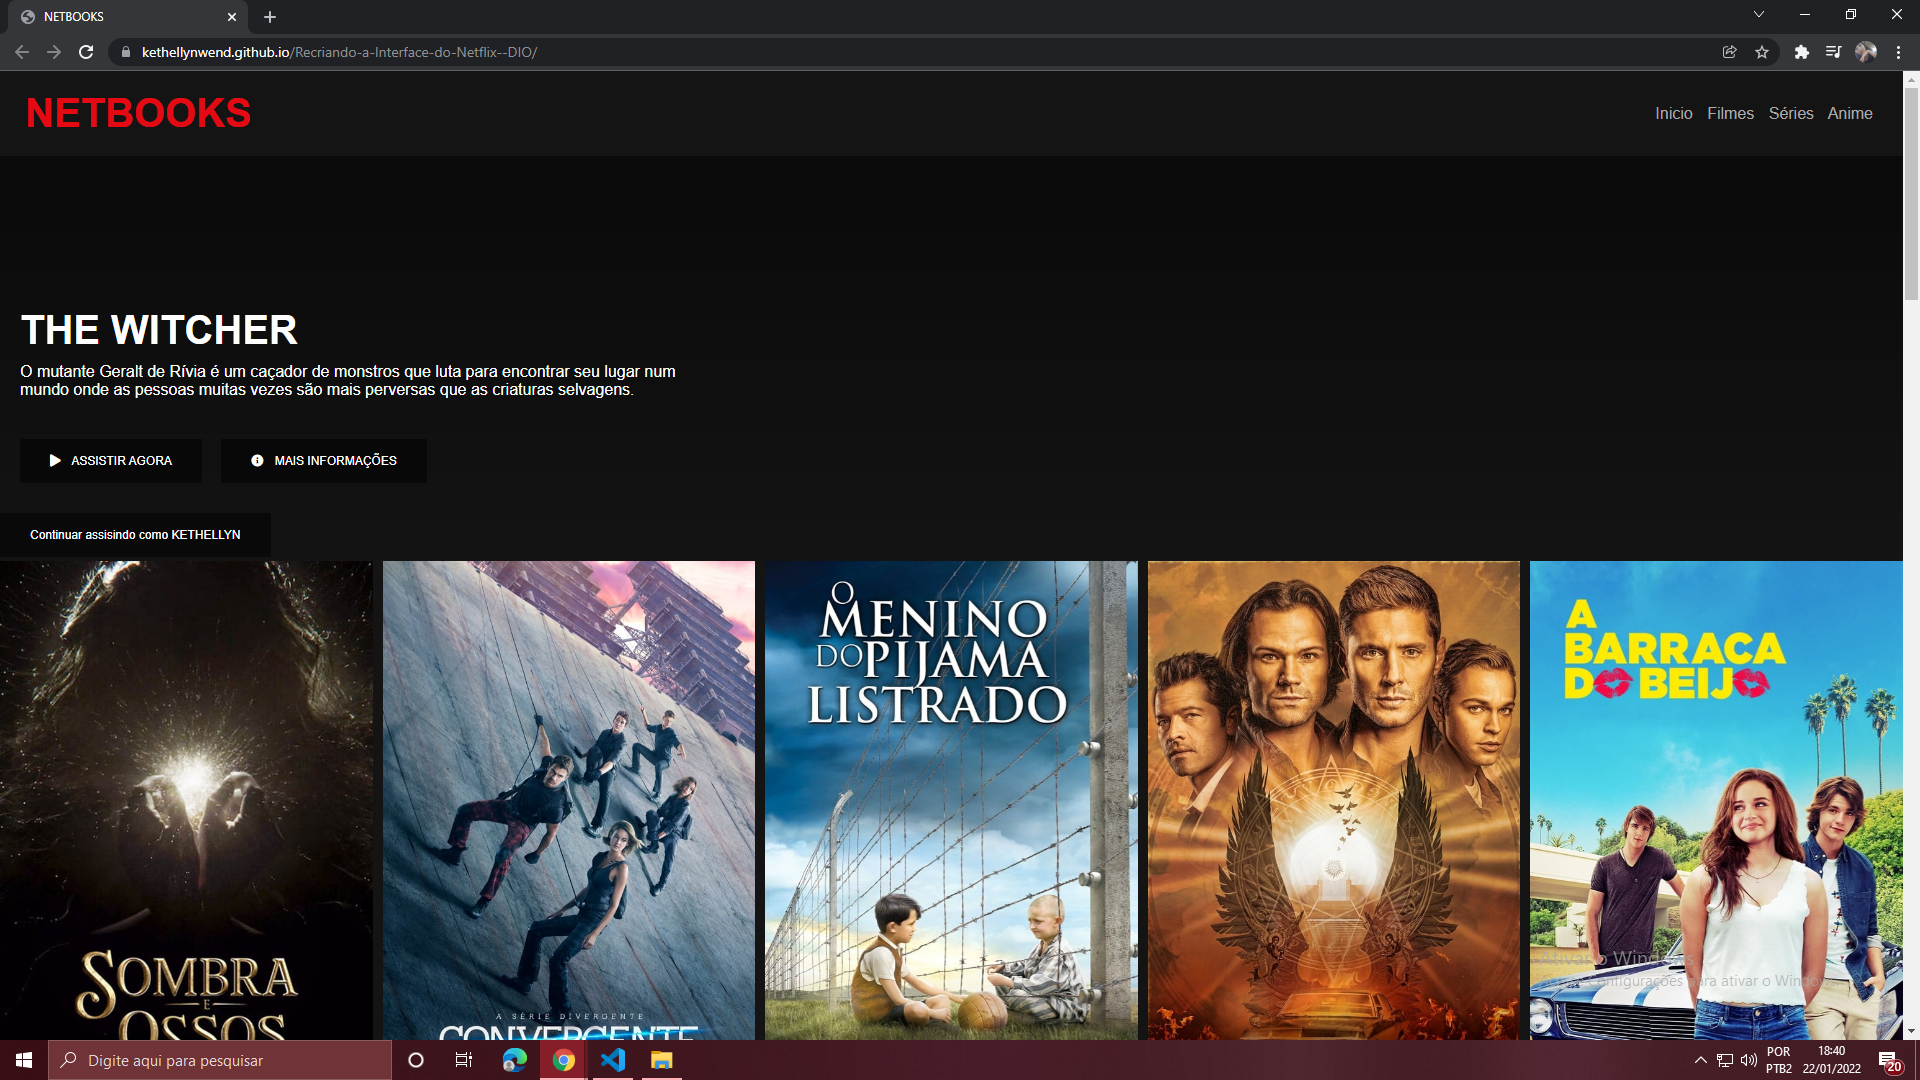 NETBOOKS
kethellynwend.github.io/Recriando-a-Interface-do-Netflix--DIO/
NETBOOKS
Inicio Filmes Séries Anime
THE WITCHER
O mutante Geralt de Rívia é um caçador de monstros que luta para encontrar seu lugar num
mundo onde as pessoas muitas vezes são mais perversas que as criaturas selvagens.
ASSISTIR AGORA
MAIS INFORMAÇÕES
Continuar assisindo como KETHELLYN
SOMBRA
E
OSSOS
A SÉRIE DIVERGENTE
CONVERGENTE
O
MENINO
DO PIJAMA
LISTRADO
A
BARRACA
DO BEIJO
Windows
Configurações para ativar o Windows
Digite aqui para pesquisar
POR
PTB2
18:40
22/01/2022
20